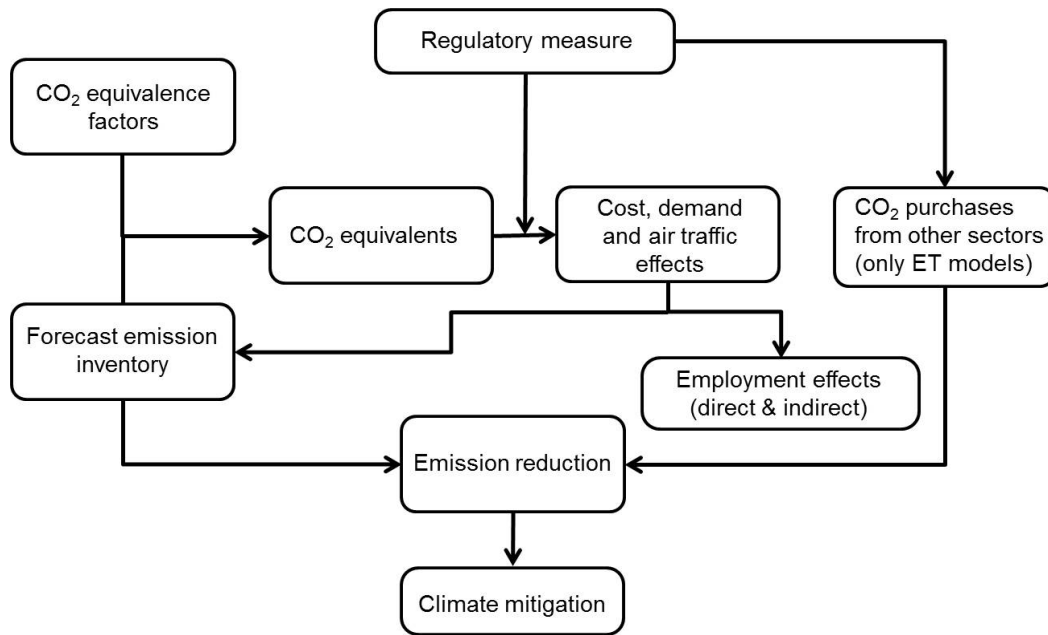 Regulatory measure
CO₂ equivalence
factors
CO₂ equivalents
Cost, demand
and air traffic
effects
CO₂ purchases
from other sectors
(only ET models)
Forecast emission
inventory
Employment effects
(direct & indirect)
Emission reduction
Climate mitigation